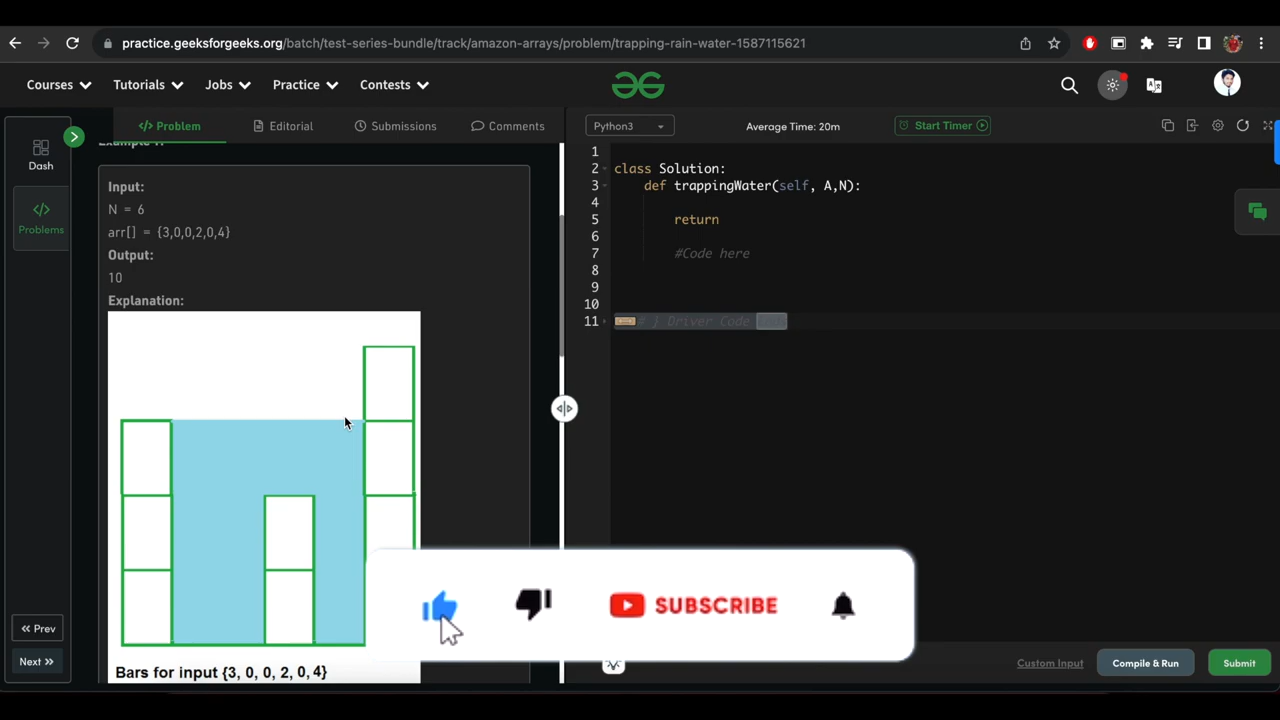 practice.geeksforgeeks.org/batch/test-series-bundle/track/amazon-arrays/problem/trapping-rain-water-1587115621
Courses Tutorials Jobs Practice Contests
Dash
Problems
</> Problem Editorial Submissions Comments
Input:
N = 6
arr[] = {3,0,0,2,0,4}
Output:
10
Explanation:
Bars for input {3, 0, 0, 2, 0, 4}
Python3 Average Time: 20m Start Timer
1
2 class Solution:
3 def trappingWater(self, A,N):
4
5 return
6
7 #Code here
8
9
10
11 # } Driver Code
SUBSCRIBE
« Prev
Next »
Custom Input Compile & Run Submit